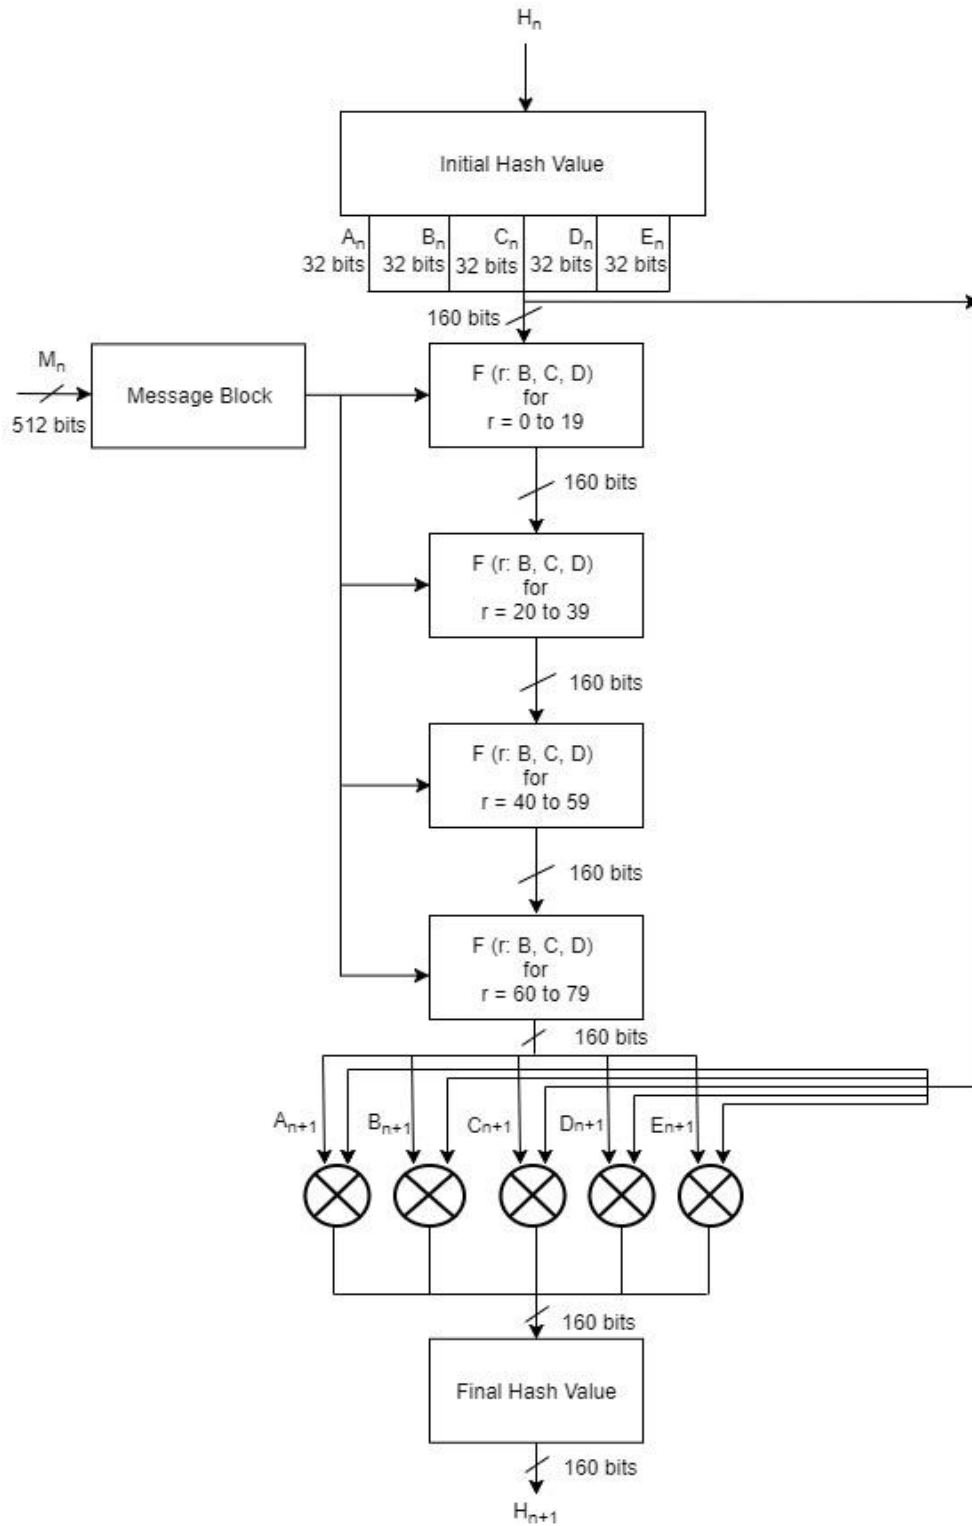 Hn
Initial Hash Value
An Bn Cn Dn En
32 bits 32 bits 32 bits 32 bits 32 bits
160 bits
Mn
512 bits
Message Block
F (r: B, C, D)
for
r = 0 to 19
160 bits
F (r: B, C, D)
for
r = 20 to 39
160 bits
F (r: B, C, D)
for
r = 40 to 59
160 bits
F (r: B, C, D)
for
r = 60 to 79
160 bits
An+1 Bn+1 Cn+1 Dn+1 En+1
160 bits
Final Hash Value
160 bits
Hn+1